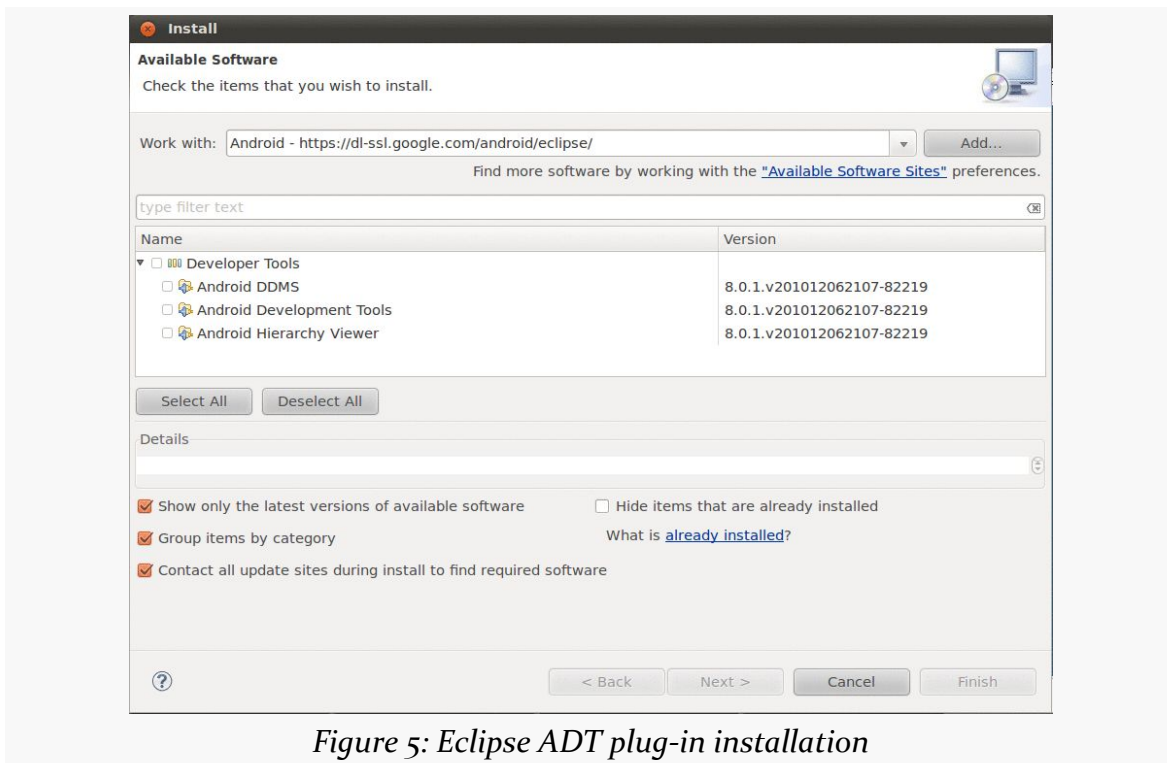 Install
Available Software
Check the items that you wish to install.
Work with: Android - https://dl-ssl.google.com/android/eclipse/ Add...
Find more software by working with the "Available Software Sites" preferences.
type filter text
Name Version
Developer Tools
Android DDMS 8.0.1.v201012062107-82219
Android Development Tools 8.0.1.v201012062107-82219
Android Hierarchy Viewer 8.0.1.v201012062107-82219
Select All Deselect All
Details
Show only the latest versions of available software Hide items that are already installed
Group items by category What is already installed?
Contact all update sites during install to find required software
? < Back Next > Cancel Finish
Figure 5: Eclipse ADT plug-in installation